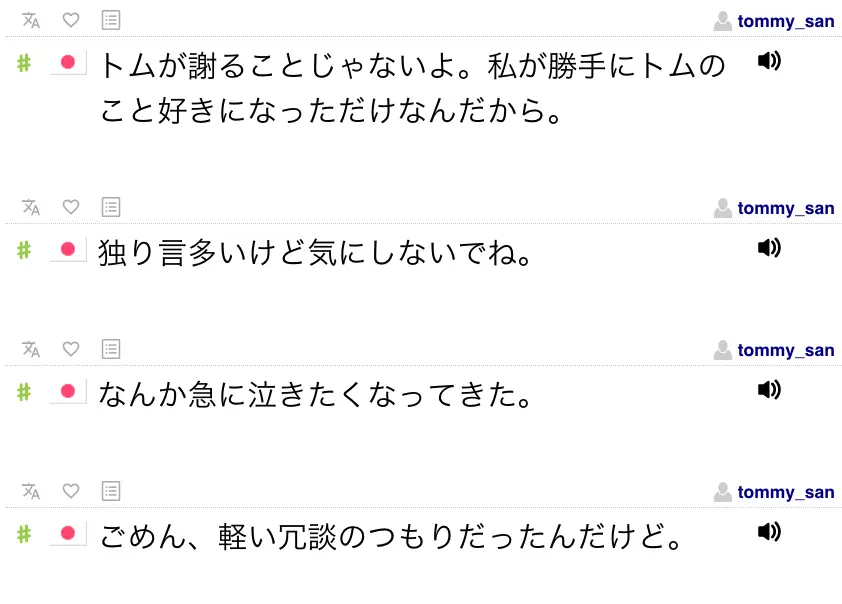 tommy_san
トムが謝ることじゃないよ。私が勝手にトムの
こと好きになっただけなんだから。
tommy_san
独り言多いけど気にしないでね。
tommy_san
なんか急に泣きたくなってきた。
tommy_san
ごめん、軽い冗談のつもりだったんだけど。